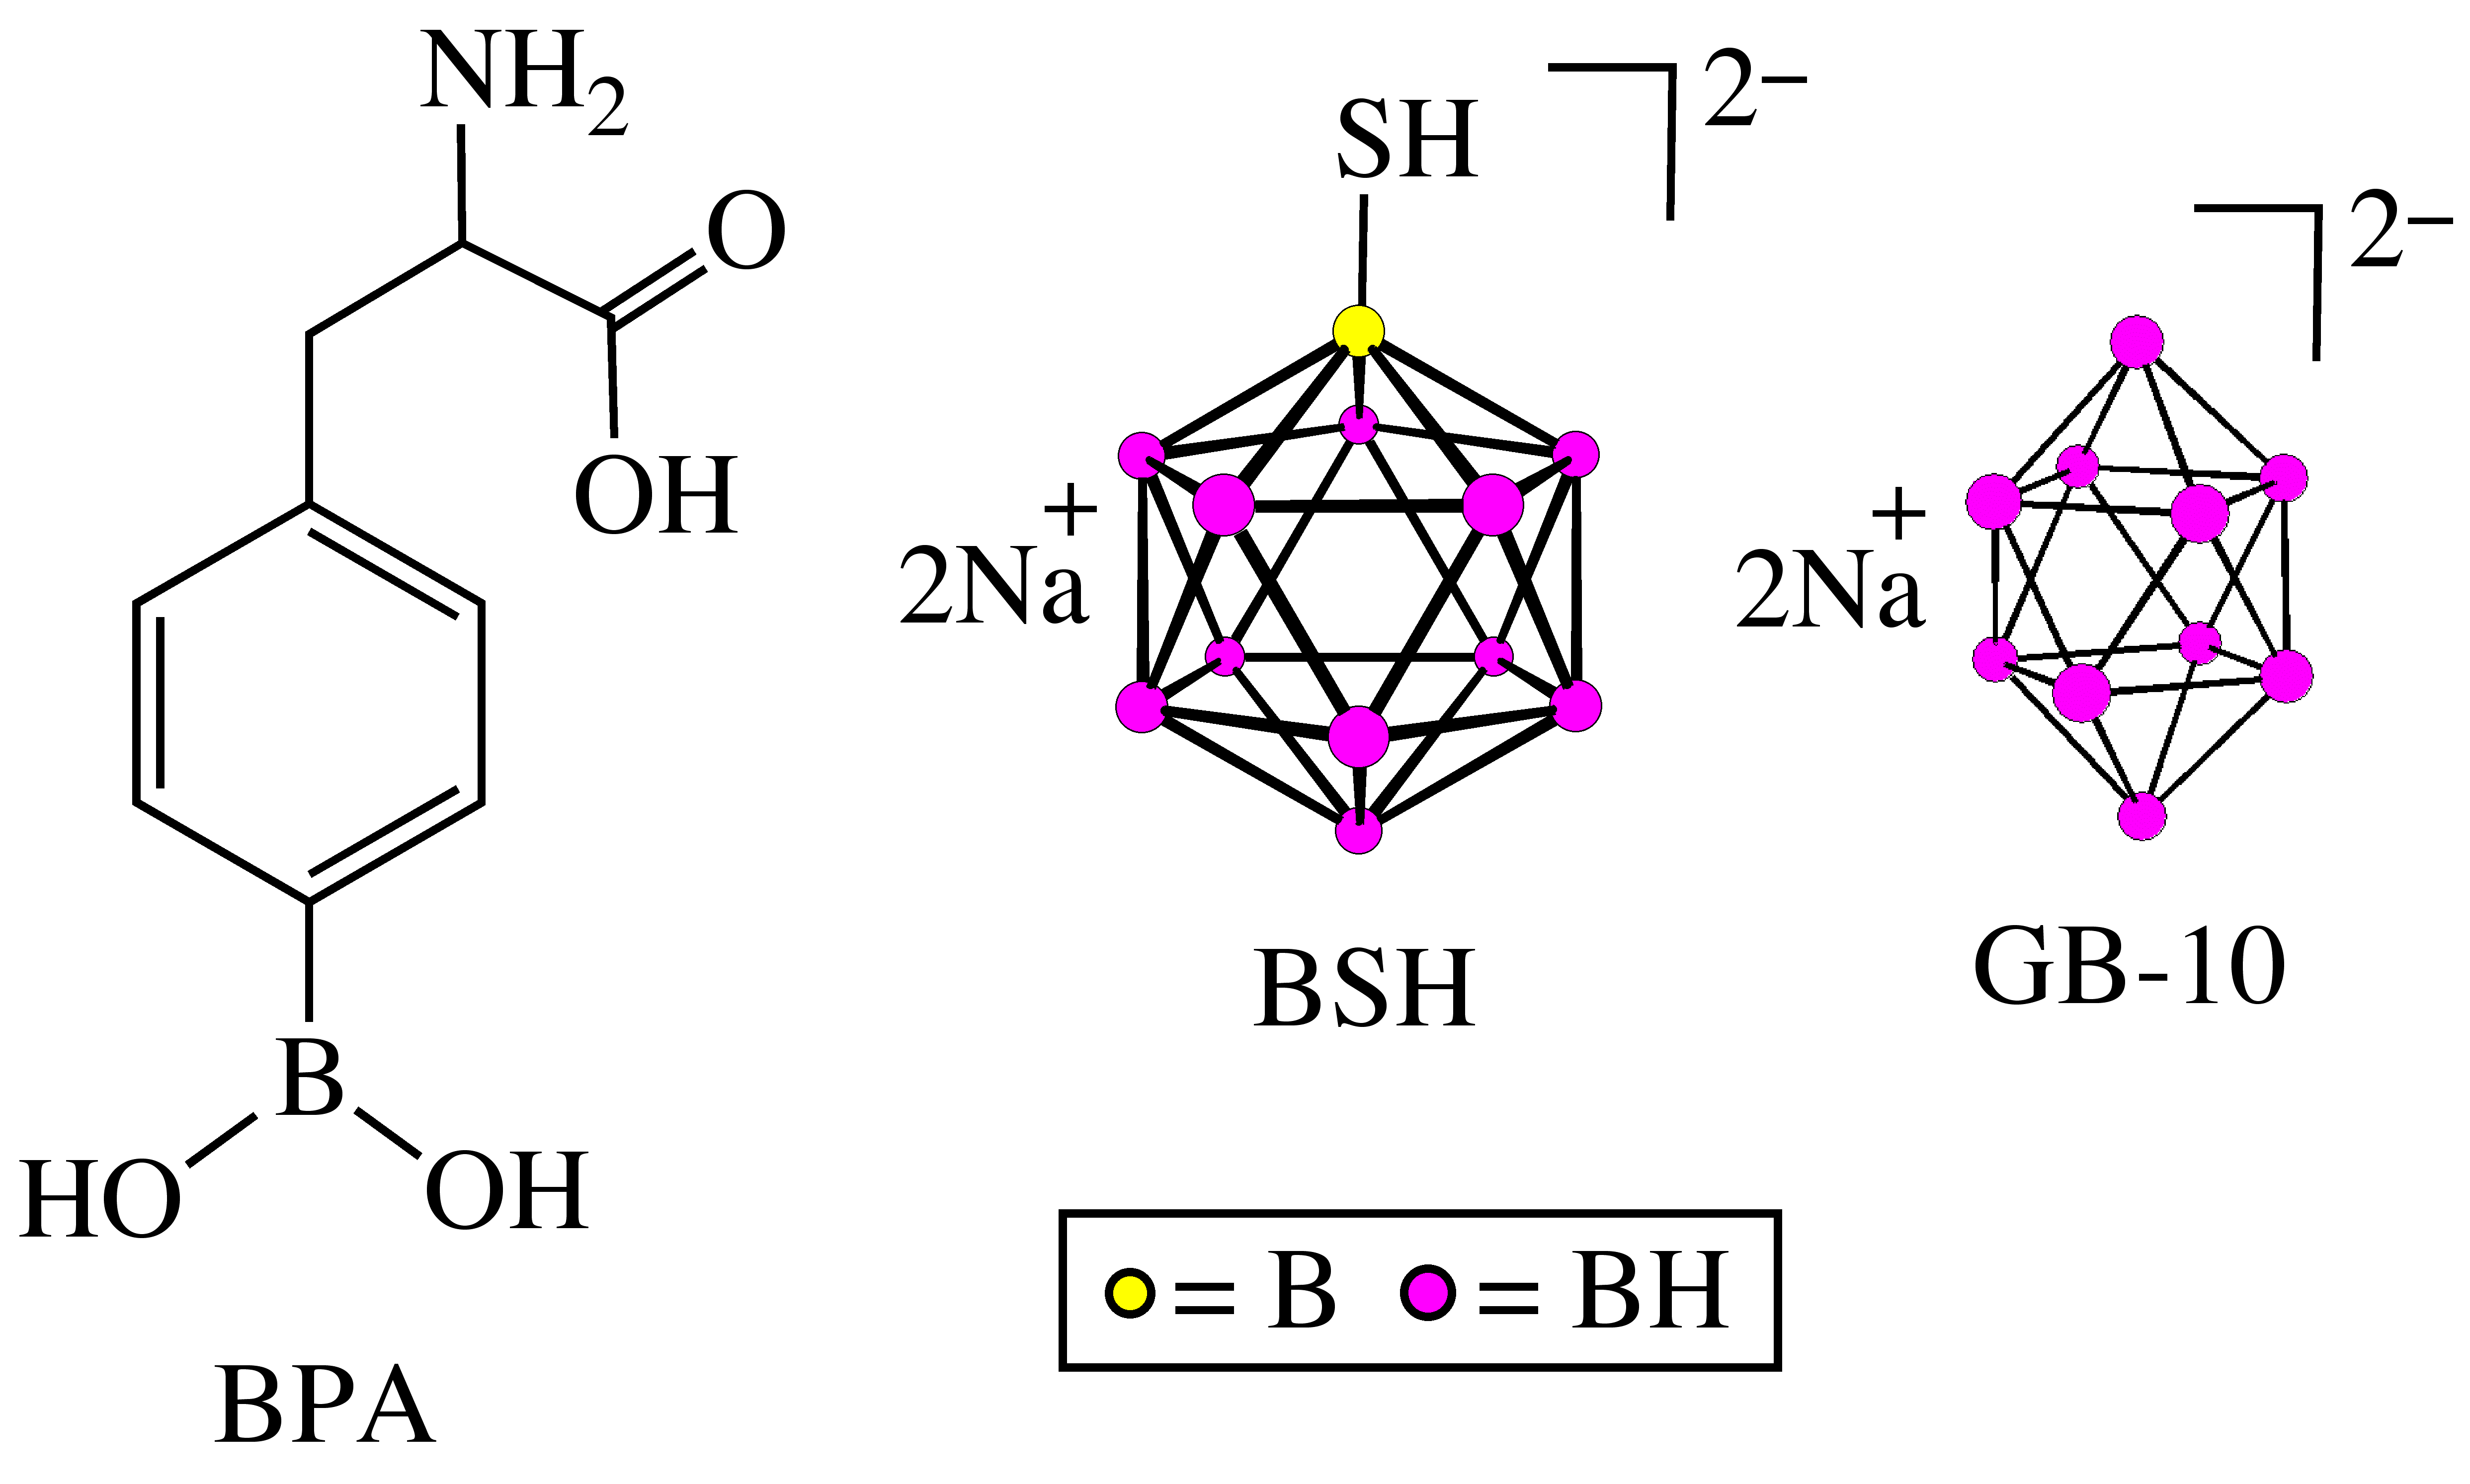 NH2
O
OH
B
HO
OH
BPA
SH
2−
2Na+
BSH
2−
2Na+
GB-10
= B = BH